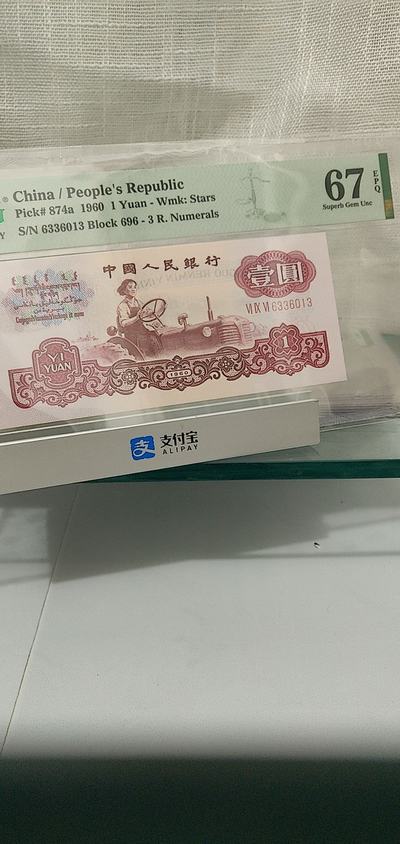 China / People's Republic
Pick# 874a 1960 1 Yuan - Wmk: Stars
S/N 6336013 Block 696 - 3 R. Numerals
67 EPQ
Superb Gem Unc
中國人民銀行
壹圓
VI IX VI 6336013
YI
YUAN
1960
1
支 支付宝
ALIPAY